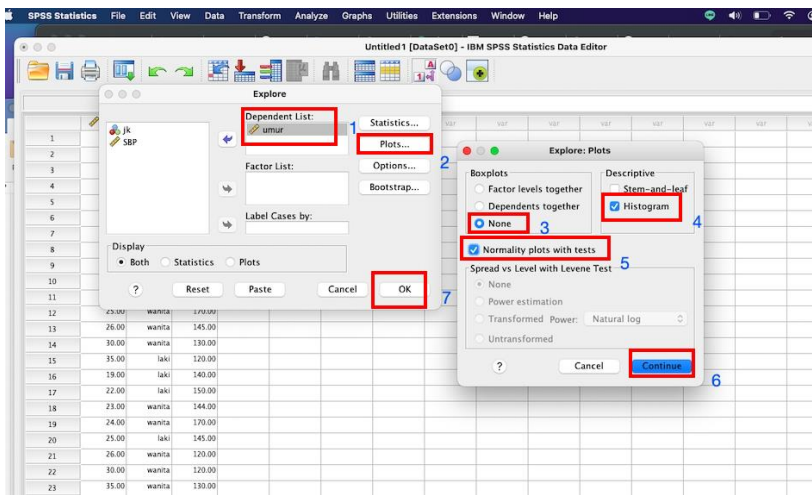 SPSS Statistics File Edit View Data Transform Analyze Graphs Utilities Extensions Window Help
Untitled1 [DataSet0] - IBM SPSS Statistics Data Editor
Explore
jk
SBP
Dependent List:
umur
1
Statistics...
Plots...
2
Options...
Bootstrap...
Factor List:
Label Cases by:
Display
Both Statistics Plots
? Reset Paste Cancel OK
7
Explore: Plots
Boxplots
Factor levels together
Dependents together
None
3
Descriptive
Stem-and-leaf
Histogram
4
Normality plots with tests
5
Spread vs Level with Levene Test
None
Power estimation
Transformed Power: Natural log
Untransformed
? Cancel Continue
6
var var var var var var
1
2
3
4
5
6
7
8
9
10
11
12 25.00 wanita 170.00
13 26.00 wanita 145.00
14 30.00 wanita 130.00
15 35.00 laki 120.00
16 19.00 laki 140.00
17 22.00 laki 150.00
18 23.00 wanita 144.00
19 24.00 wanita 170.00
20 25.00 laki 145.00
21 26.00 wanita 120.00
22 30.00 wanita 120.00
23 35.00 wanita 130.00